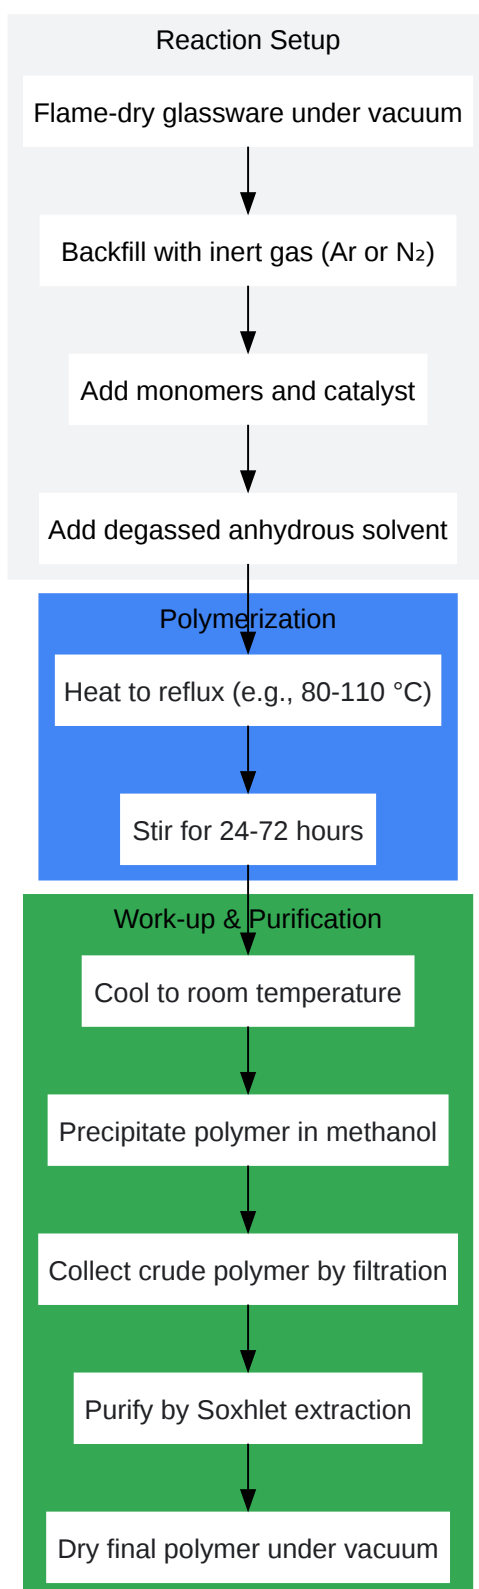 Reaction Setup
Flame-dry glassware under vacuum
Backfill with inert gas (Ar or N₂)
Add monomers and catalyst
Add degassed anhydrous solvent
Polymerization
Heat to reflux (e.g., 80-110 °C)
Stir for 24-72 hours
Work-up & Purification
Cool to room temperature
Precipitate polymer in methanol
Collect crude polymer by filtration
Purify by Soxhlet extraction
Dry final polymer under vacuum